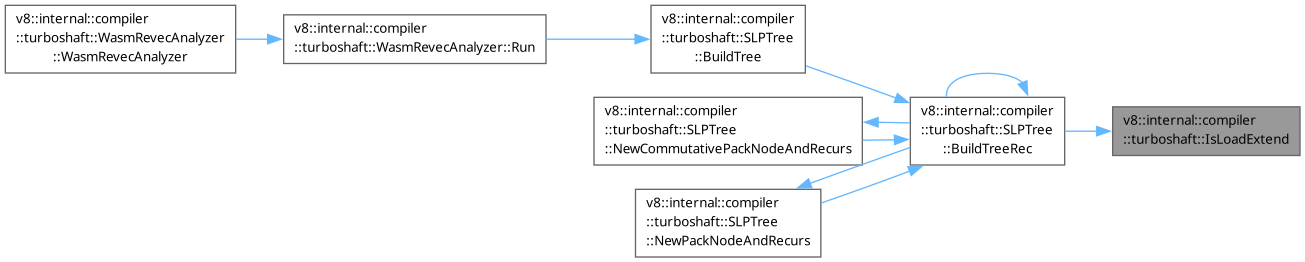 v8::internal::compiler
::turboshaft::WasmRevecAnalyzer
::WasmRevecAnalyzer
v8::internal::compiler
::turboshaft::WasmRevecAnalyzer::Run
v8::internal::compiler
::turboshaft::SLPTree
::BuildTree
v8::internal::compiler
::turboshaft::SLPTree
::NewCommutativePackNodeAndRecurs
v8::internal::compiler
::turboshaft::SLPTree
::NewPackNodeAndRecurs
v8::internal::compiler
::turboshaft::SLPTree
::BuildTreeRec
v8::internal::compiler
::turboshaft::IsLoadExtend